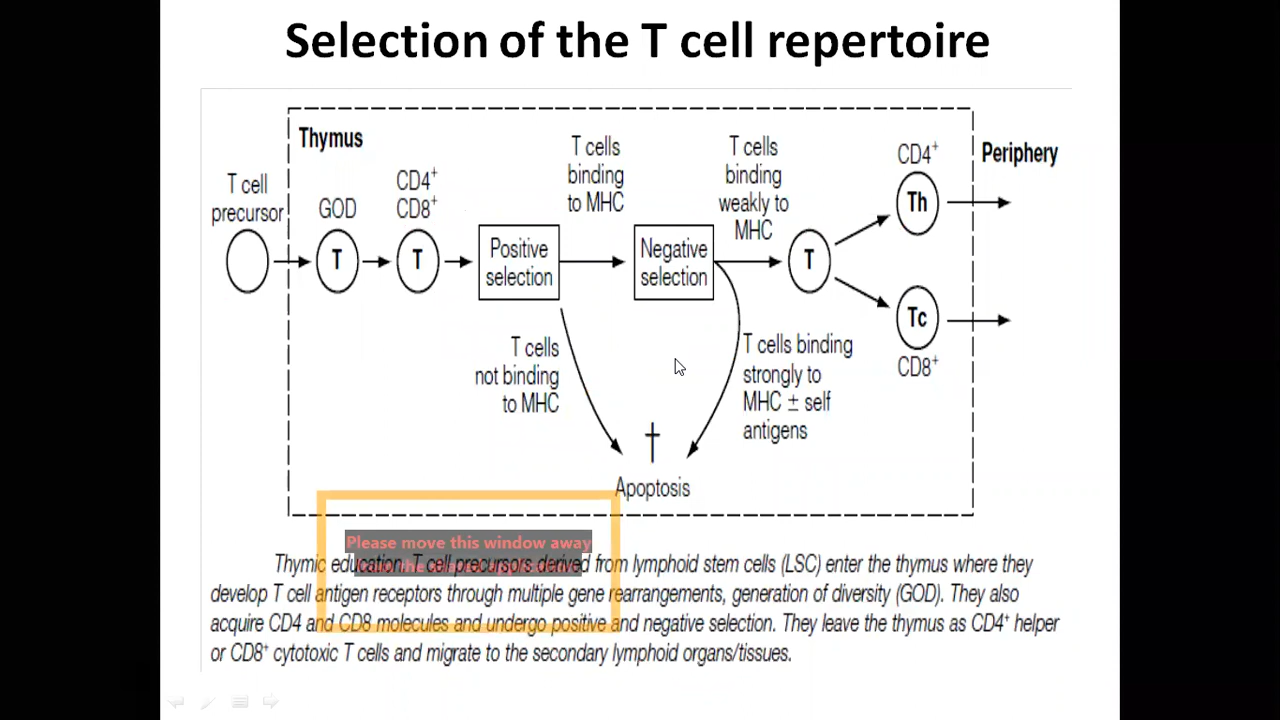 Selection of the T cell repertoire
Thymus
Periphery
T cell
precursor
GOD
T
CD4+
CD8+
T
Positive
selection
T cells
binding
to MHC
T cells
not binding
to MHC
Negative
selection
T cells
binding
weakly to
MHC
T cells binding
strongly to
MHC ± self
antigens
†
Apoptosis
T
CD4+
Th
Tc
CD8+
Please move this window away
Thymic education. T cell precursors derived from lymphoid stem cells (LSC) enter the thymus where they
develop T cell antigen receptors through multiple gene rearrangements, generation of diversity (GOD). They also
acquire CD4 and CD8 molecules and undergo positive and negative selection. They leave the thymus as CD4+ helper
or CD8+ cytotoxic T cells and migrate to the secondary lymphoid organs/tissues.